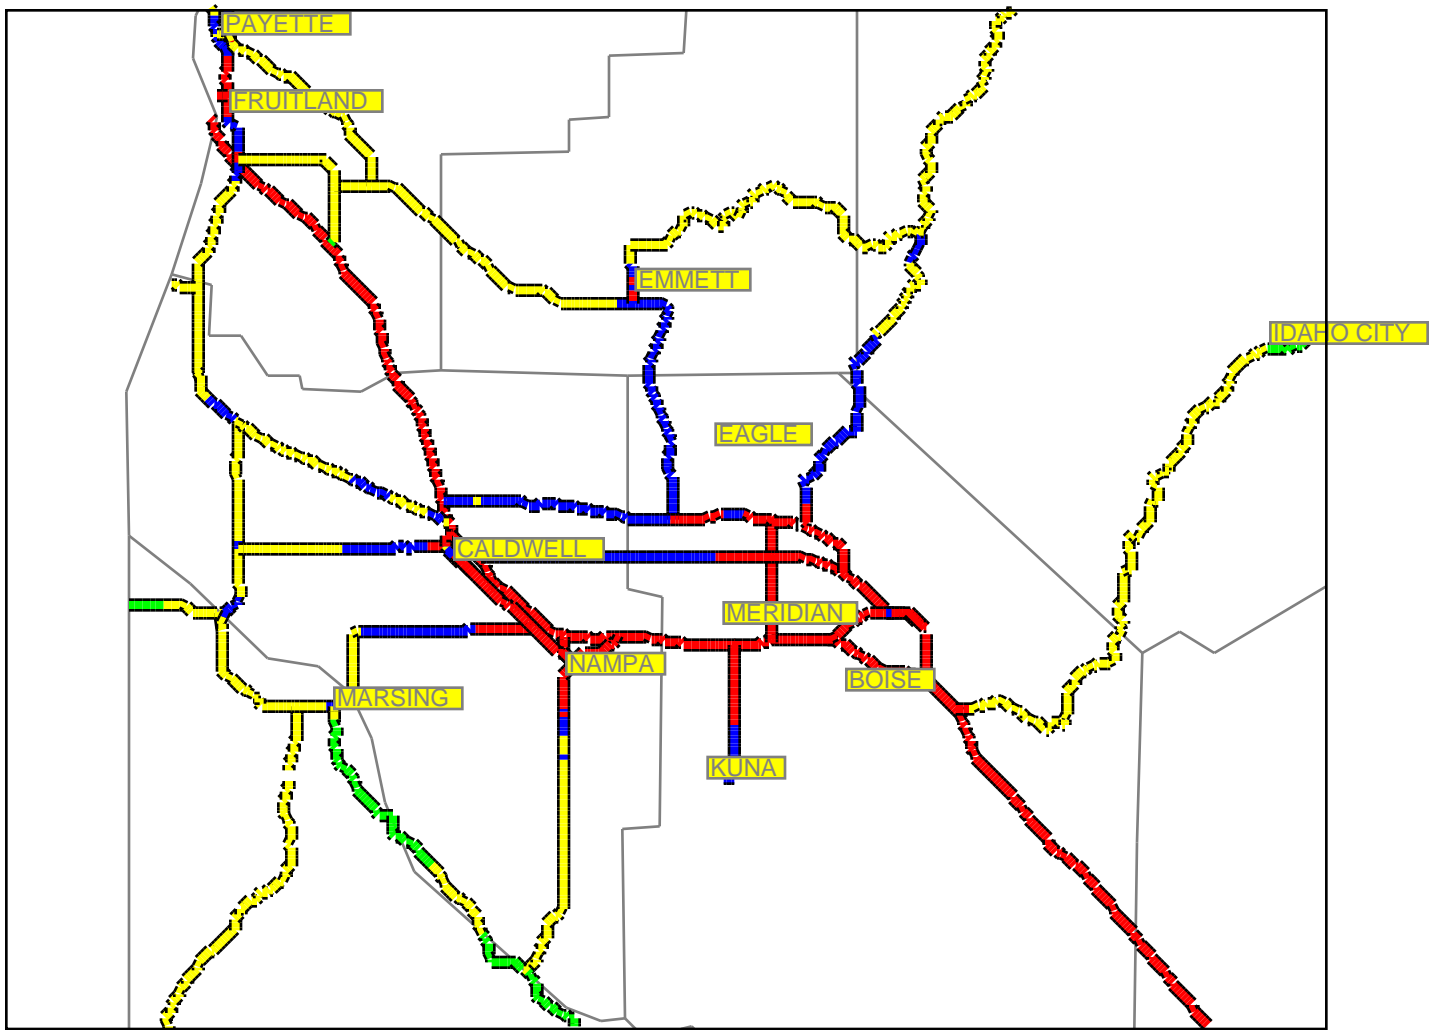 PAYETTE
FRUITLAND
EMMETT
IDAHO CITY
EAGLE
CALDWELL
MERIDIAN
NAMPA
BOISE
MARSING
KUNA